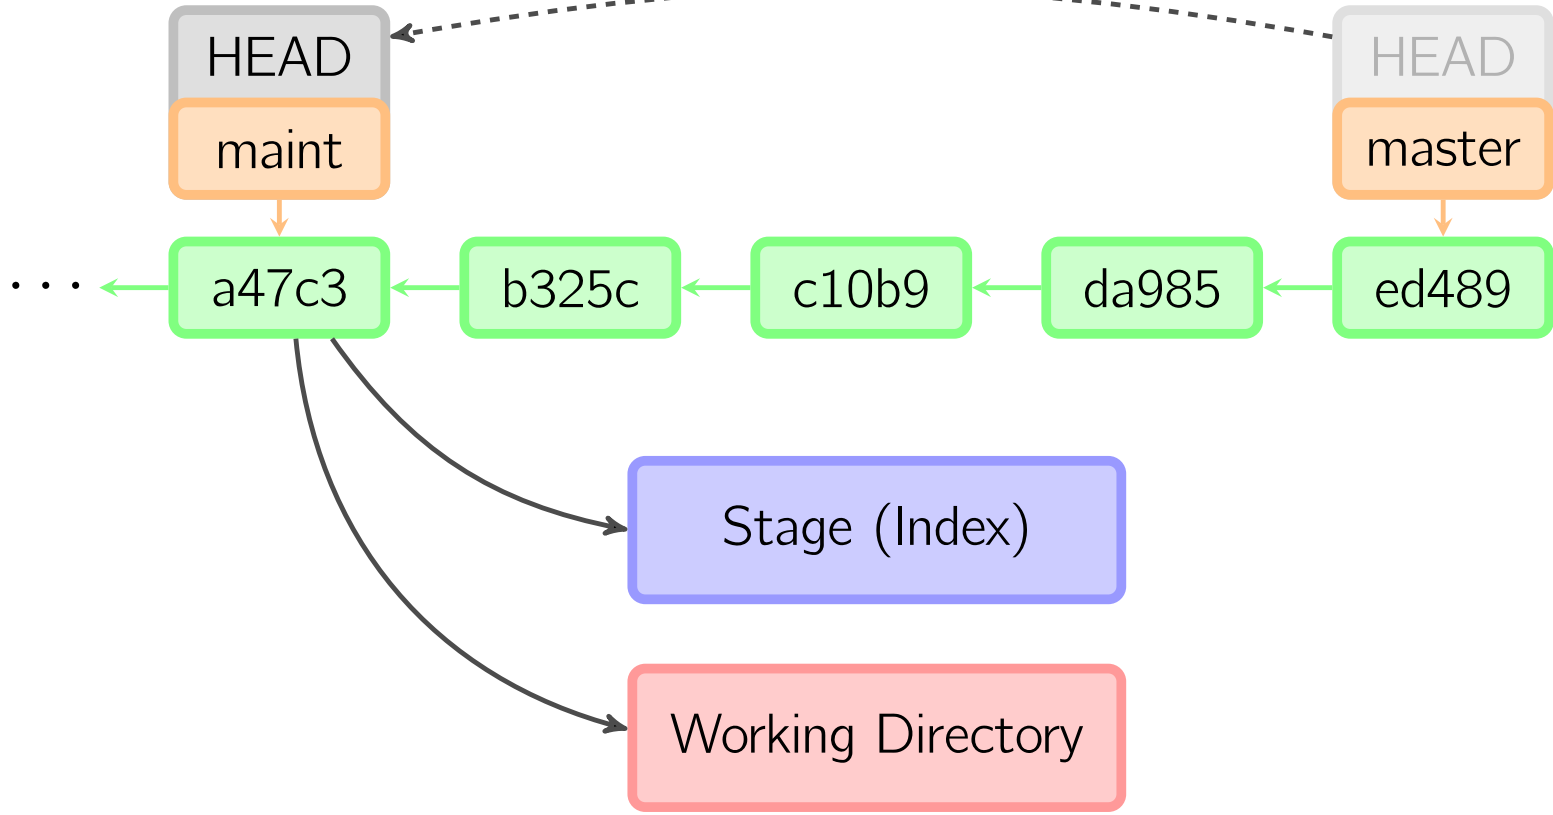 HEAD
HEAD
maint
master
...
a47c3
b325c
c10b9
da985
ed489
Stage (Index)
Working Directory